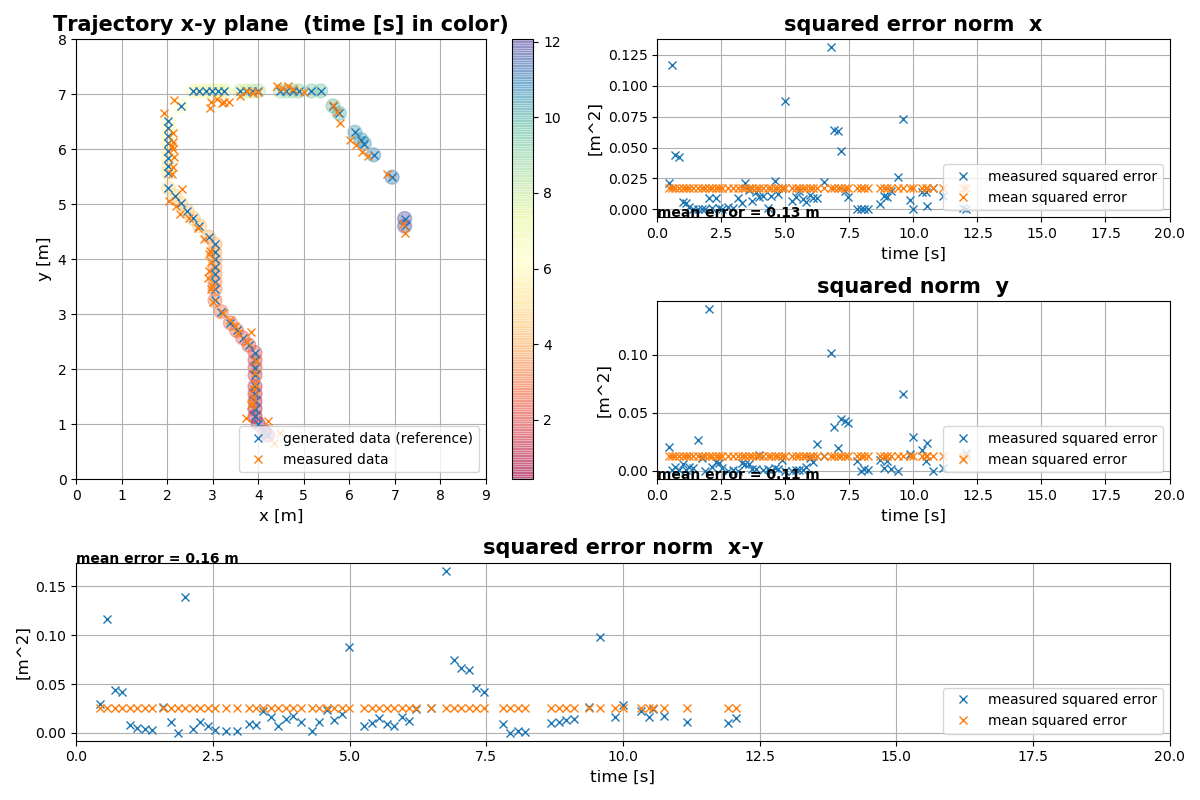 Trajectory x-y plane  (time [s] in color)
8
7
6
5
4
3
2
1
0
y [m]
0 1 2 3 4 5 6 7 8 9
x [m]
generated data (reference)
measured data
12
10
8
6
4
2
squared error norm  x
0.125
0.100
0.075
0.050
0.025
0.000
[m^2]
measured squared error
mean squared error
mean error = 0.13 m
0.0 2.5 5.0 7.5 10.0 12.5 15.0 17.5 20.0
time [s]
squared norm  y
0.10
0.05
0.00
[m^2]
measured squared error
mean squared error
mean error = 0.11 m
0.0 2.5 5.0 7.5 10.0 12.5 15.0 17.5 20.0
time [s]
squared error norm  x-y
mean error = 0.16 m
0.15
0.10
0.05
0.00
[m^2]
measured squared error
mean squared error
0.0 2.5 5.0 7.5 10.0 12.5 15.0 17.5 20.0
time [s]